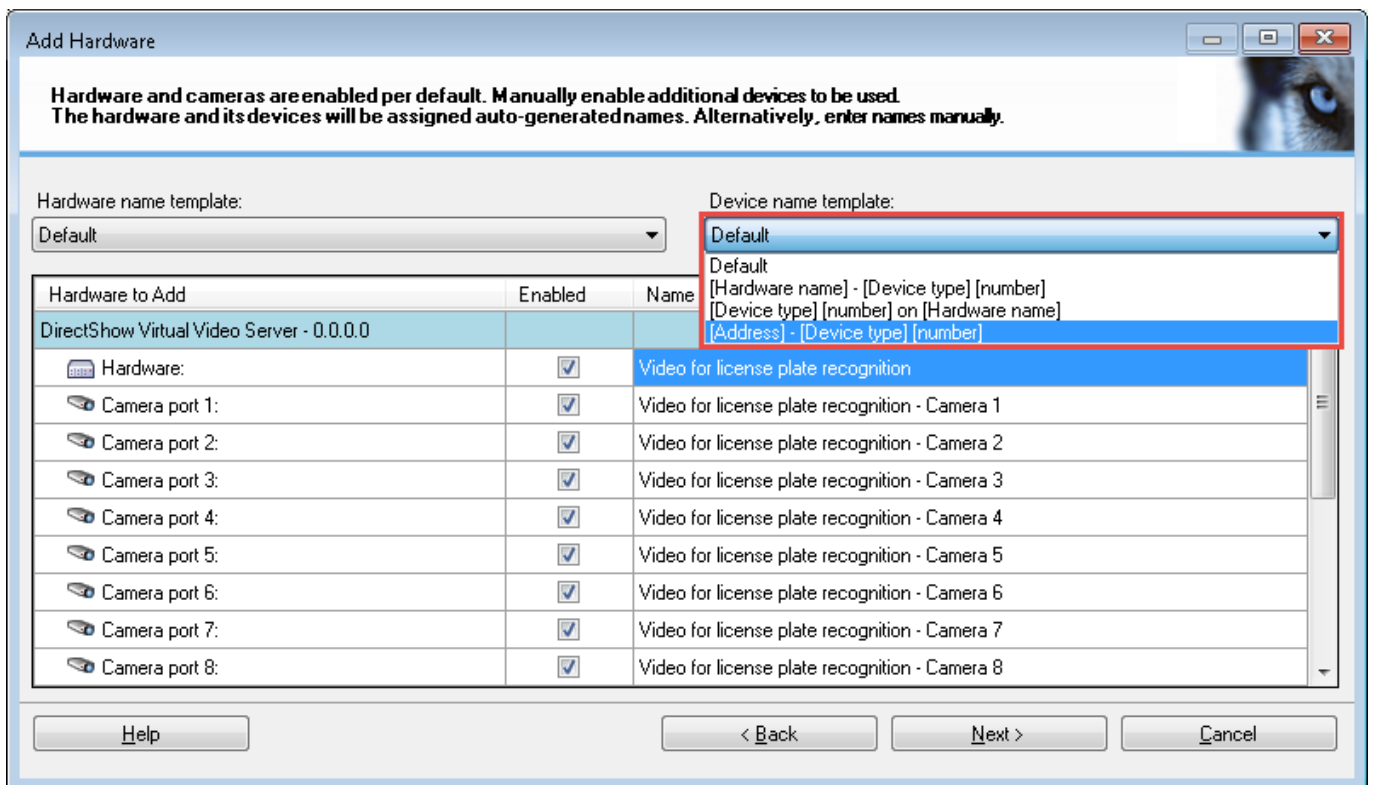 Add Hardware
Hardware and cameras are enabled per default. Manually enable additional devices to be used.
The hardware and its devices will be assigned auto-generated names. Alternatively, enter names manually.
Hardware name template:
Device name template:
Default
Default
Default
[Hardware name] - [Device type] [number]
[Device type] [number] on [Hardware name]
[Address] - [Device type] [number]
Hardware to Add Enabled Name
DirectShow Virtual Video Server - 0.0.0.0
Hardware: Video for license plate recognition
Camera port 1: Video for license plate recognition - Camera 1
Camera port 2: Video for license plate recognition - Camera 2
Camera port 3: Video for license plate recognition - Camera 3
Camera port 4: Video for license plate recognition - Camera 4
Camera port 5: Video for license plate recognition - Camera 5
Camera port 6: Video for license plate recognition - Camera 6
Camera port 7: Video for license plate recognition - Camera 7
Camera port 8: Video for license plate recognition - Camera 8
Help < Back Next > Cancel